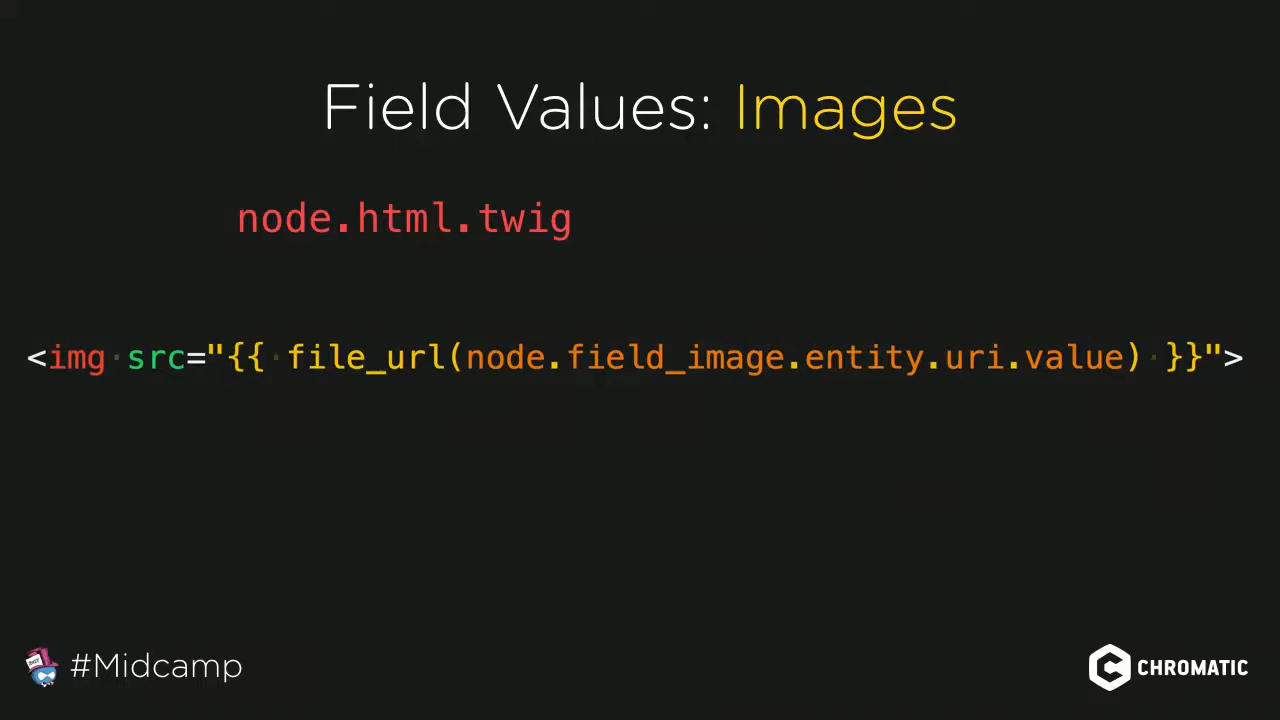 Field Values: Images
node.html.twig
<img src="{{ file_url(node.field_image.entity.uri.value) }}">
#Midcamp
CHROMATIC